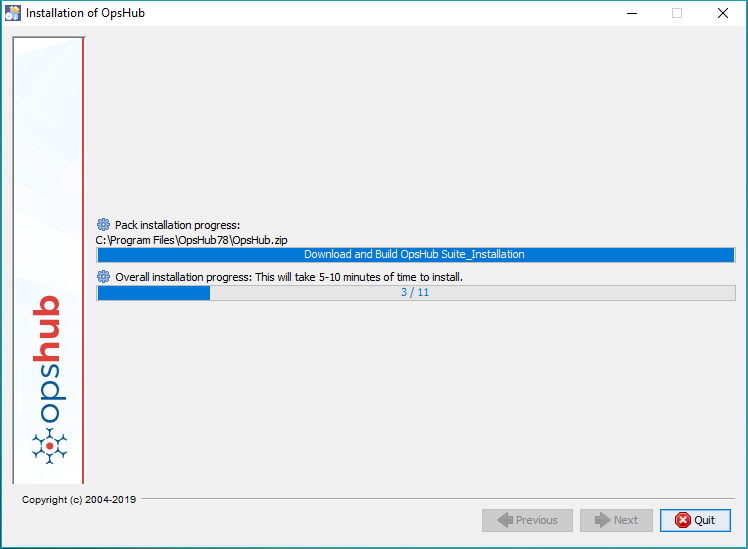 Installation of OpsHub
Pack installation progress:
C:\Program Files\OpsHub78\OpsHub.zip
Download and Build OpsHub Suite_Installation
Overall installation progress: This will take 5-10 minutes of time to install.
3 / 11
opshub
Copyright (c) 2004-2019
Previous
Next
Quit